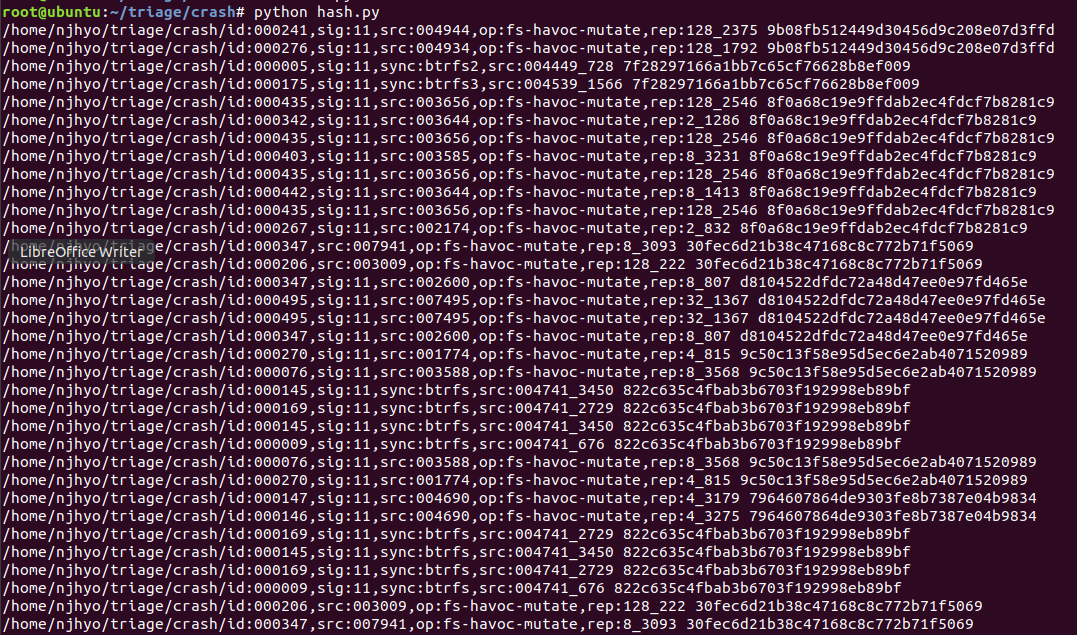 root@ubuntu:~/triage/crash# python hash.py
/home/njhyo/triage/crash/id:000241,sig:11,src:004944,op:fs-havoc-mutate,rep:128_2375 9b08fb512449d30456d9c208e07d3ffd
/home/njhyo/triage/crash/id:000276,sig:11,src:004934,op:fs-havoc-mutate,rep:128_1792 9b08fb512449d30456d9c208e07d3ffd
/home/njhyo/triage/crash/id:000005,sig:11,sync:btrfs2,src:004449_728 7f28297166a1bb7c65cf76628b8ef009
/home/njhyo/triage/crash/id:000175,sig:11,sync:btrfs3,src:004539_1566 7f28297166a1bb7c65cf76628b8ef009
/home/njhyo/triage/crash/id:000435,sig:11,src:003656,op:fs-havoc-mutate,rep:128_2546 8f0a68c19e9ffdab2ec4fdcf7b8281c9
/home/njhyo/triage/crash/id:000342,sig:11,src:003644,op:fs-havoc-mutate,rep:2_1286 8f0a68c19e9ffdab2ec4fdcf7b8281c9
/home/njhyo/triage/crash/id:000435,sig:11,src:003656,op:fs-havoc-mutate,rep:128_2546 8f0a68c19e9ffdab2ec4fdcf7b8281c9
/home/njhyo/triage/crash/id:000403,sig:11,src:003585,op:fs-havoc-mutate,rep:8_3231 8f0a68c19e9ffdab2ec4fdcf7b8281c9
/home/njhyo/triage/crash/id:000435,sig:11,src:003656,op:fs-havoc-mutate,rep:128_2546 8f0a68c19e9ffdab2ec4fdcf7b8281c9
/home/njhyo/triage/crash/id:000442,sig:11,src:003644,op:fs-havoc-mutate,rep:8_1413 8f0a68c19e9ffdab2ec4fdcf7b8281c9
/home/njhyo/triage/crash/id:000435,sig:11,src:003656,op:fs-havoc-mutate,rep:128_2546 8f0a68c19e9ffdab2ec4fdcf7b8281c9
/home/njhyo/triage/crash/id:000267,sig:11,src:002174,op:fs-havoc-mutate,rep:2_832 8f0a68c19e9ffdab2ec4fdcf7b8281c9
/home/njhyo/triage/crash/id:000347,src:007941,op:fs-havoc-mutate,rep:8_3093 30fec6d21b38c47168c8c772b71f5069
LibreOffice Writer
/home/njhyo/triage/crash/id:000206,src:003009,op:fs-havoc-mutate,rep:128_222 30fec6d21b38c47168c8c772b71f5069
/home/njhyo/triage/crash/id:000347,sig:11,src:002600,op:fs-havoc-mutate,rep:8_807 d8104522dfdc72a48d47ee0e97fd465e
/home/njhyo/triage/crash/id:000495,sig:11,src:007495,op:fs-havoc-mutate,rep:32_1367 d8104522dfdc72a48d47ee0e97fd465e
/home/njhyo/triage/crash/id:000495,sig:11,src:007495,op:fs-havoc-mutate,rep:32_1367 d8104522dfdc72a48d47ee0e97fd465e
/home/njhyo/triage/crash/id:000347,sig:11,src:002600,op:fs-havoc-mutate,rep:8_807 d8104522dfdc72a48d47ee0e97fd465e
/home/njhyo/triage/crash/id:000270,sig:11,src:001774,op:fs-havoc-mutate,rep:4_815 9c50c13f58e95d5ec6e2ab4071520989
/home/njhyo/triage/crash/id:000076,sig:11,src:003588,op:fs-havoc-mutate,rep:8_3568 9c50c13f58e95d5ec6e2ab4071520989
/home/njhyo/triage/crash/id:000145,sig:11,sync:btrfs,src:004741_3450 822c635c4fbab3b6703f192998eb89bf
/home/njhyo/triage/crash/id:000169,sig:11,sync:btrfs,src:004741_2729 822c635c4fbab3b6703f192998eb89bf
/home/njhyo/triage/crash/id:000145,sig:11,sync:btrfs,src:004741_3450 822c635c4fbab3b6703f192998eb89bf
/home/njhyo/triage/crash/id:000009,sig:11,sync:btrfs,src:004741_676 822c635c4fbab3b6703f192998eb89bf
/home/njhyo/triage/crash/id:000076,sig:11,src:003588,op:fs-havoc-mutate,rep:8_3568 9c50c13f58e95d5ec6e2ab4071520989
/home/njhyo/triage/crash/id:000270,sig:11,src:001774,op:fs-havoc-mutate,rep:4_815 9c50c13f58e95d5ec6e2ab4071520989
/home/njhyo/triage/crash/id:000147,sig:11,src:004690,op:fs-havoc-mutate,rep:4_3179 7964607864de9303fe8b7387e04b9834
/home/njhyo/triage/crash/id:000146,sig:11,src:004690,op:fs-havoc-mutate,rep:4_3275 7964607864de9303fe8b7387e04b9834
/home/njhyo/triage/crash/id:000169,sig:11,sync:btrfs,src:004741_2729 822c635c4fbab3b6703f192998eb89bf
/home/njhyo/triage/crash/id:000145,sig:11,sync:btrfs,src:004741_3450 822c635c4fbab3b6703f192998eb89bf
/home/njhyo/triage/crash/id:000169,sig:11,sync:btrfs,src:004741_2729 822c635c4fbab3b6703f192998eb89bf
/home/njhyo/triage/crash/id:000009,sig:11,sync:btrfs,src:004741_676 822c635c4fbab3b6703f192998eb89bf
/home/njhyo/triage/crash/id:000206,src:003009,op:fs-havoc-mutate,rep:128_222 30fec6d21b38c47168c8c772b71f5069
/home/njhyo/triage/crash/id:000347,src:007941,op:fs-havoc-mutate,rep:8_3093 30fec6d21b38c47168c8c772b71f5069